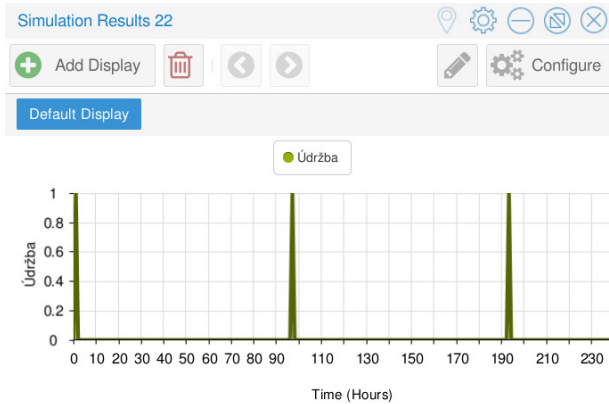 Simulation Results 22
Add Display
Configure
Default Display
Údržba
1
0.8
0.6
0.4
0.2
0
Údržba
0 10 20 30 40 50 60 70 80 90 110 130 150 170 190 210 230
Time (Hours)